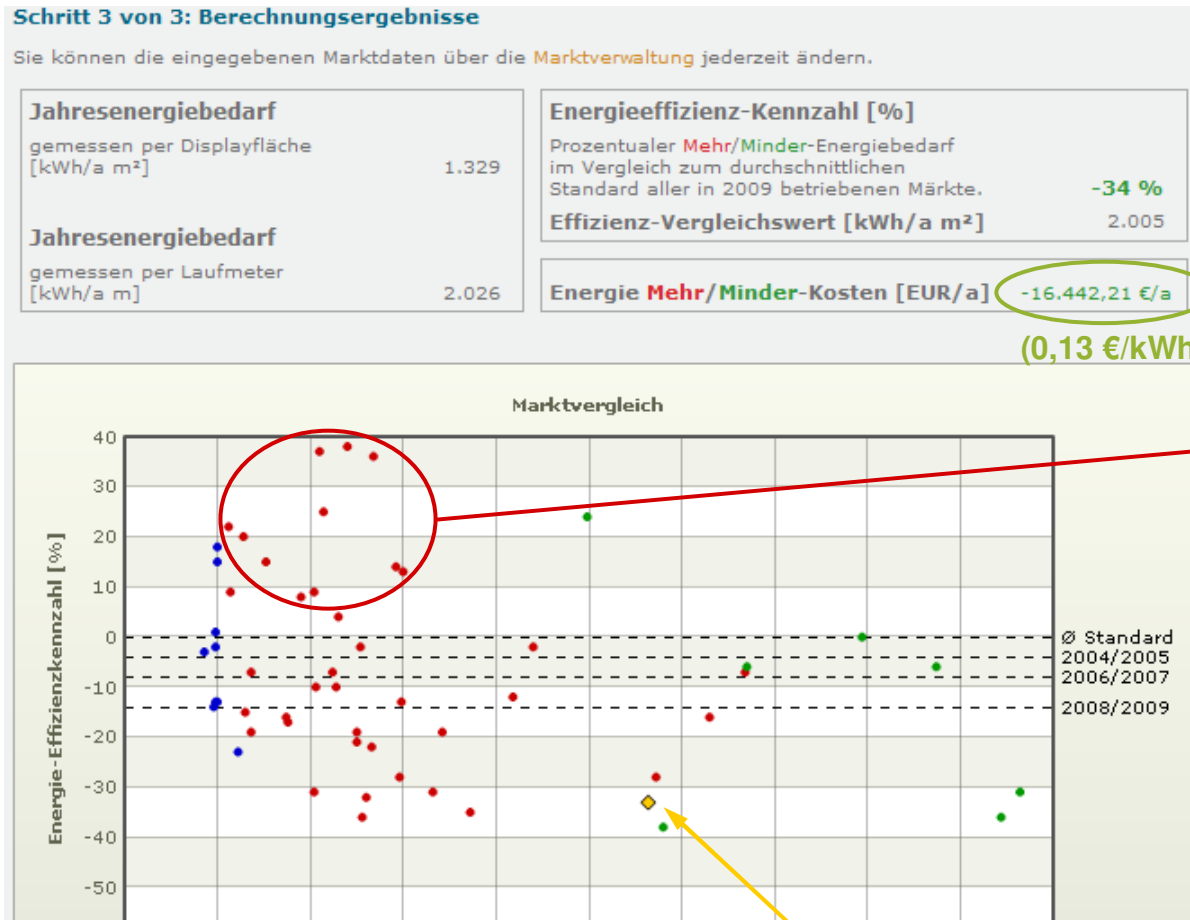 Schritt 3 von 3: Berechnungsergebnisse
Sie können die eingegebenen Marktdaten über die Marktverwaltung jederzeit ändern.
Jahresenergiebedarf
gemessen per Displayfläche
[kWh/a m²] 1.329
Jahresenergiebedarf
gemessen per Laufmeter
[kWh/a m] 2.026
Energieeffizienz-Kennzahl [%]
Prozentualer Mehr/Minder-Energiebedarf
im Vergleich zum durchschnittlichen
Standard aller in 2009 betriebenen Märkte. -34 %
Effizienz-Vergleichswert [kWh/a m²] 2.005
Energie Mehr/Minder-Kosten [EUR/a] -16.442,21 €/a
(0,13 €/kWh
Marktvergleich
Energie-Effizienzkennzahl [%]
40
30
20
10
0
-10
-20
-30
-40
-50
Ø Standard
2004/2005
2006/2007
2008/2009